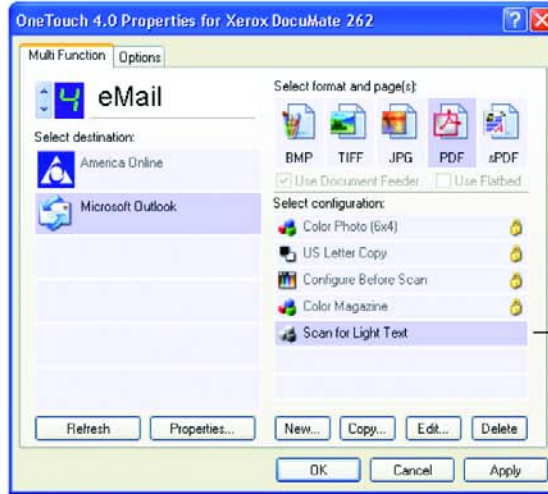 OneTouch 4.0 Properties for Xerox DocuMate 262
Multi Function
Options
4
eMail
Select destination:
America Online
Microsoft Outlook
Refresh
Properties...
Select format and page(s):
BMP TIFF JPG PDF sPDF
Use Document Feeder
Use Flatbed
Select configuration:
Color Photo (6x4)
US Letter Copy
Configure Before Scan
Color Magazine
Scan for Light Text
New... Copy... Edit... Delete
OK Cancel Apply